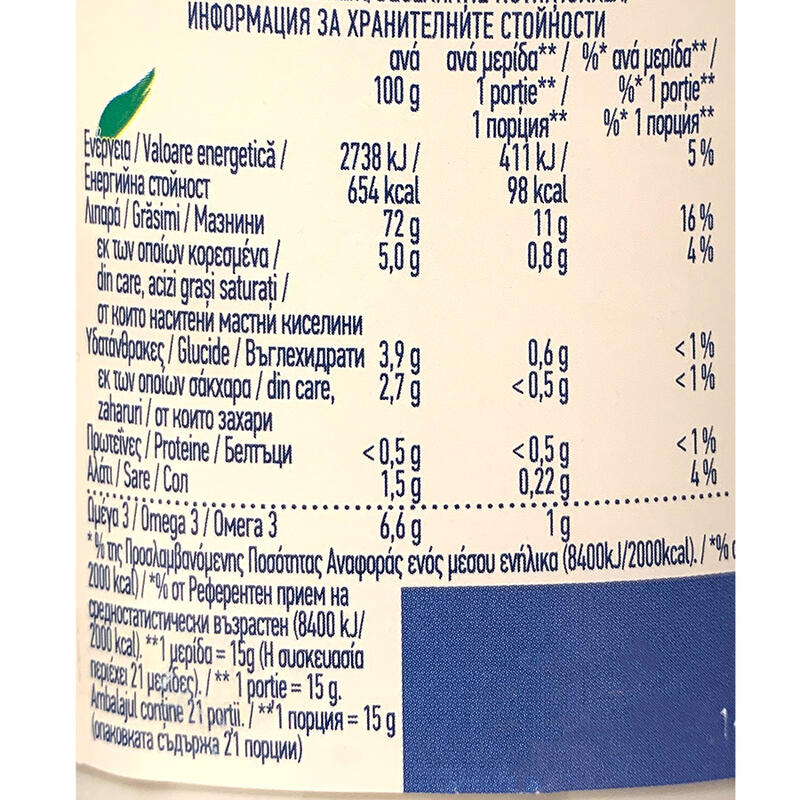 ИНФОРМАЦИЯ ЗА ХРАНИТЕЛНИТЕ СТОЙНОСТИ
ανά ανά μερίδα** / %* ανά μερίδα** /
100 g 1 porție** / %* 1 porție**
1 порция** %* 1 порция**
Ενέργεια / Valoare energetică / 2738 kJ / 411 kJ / 5 %
Енергийна стойност 654 kcal 98 kcal
Λιπαρά / Grăsimi / Мазнини 72 g 11 g 16 %
εκ των οποίων κορεσμένα / 5,0 g 0,8 g 4 %
din care, acizi grași saturați /
от които наситени мастни киселини
Υδατάνθρακες / Glucide / Въглехидрати 3,9 g 0,6 g <1 %
εκ των οποίων σάκχαρα / din care, 2,7 g <0,5 g <1 %
zaharuri / от които захари
Πρωτεΐνες / Proteine / Белтъци <0,5 g <0,5 g <1 %
Αλάτι / Sare / Сол 1,5 g 0,22 g 4 %
Ωμέγα 3 / Omega 3 / Омега 3 6,6 g 1 g
*% της Προσλαμβανόμενης Ποσότητας Αναφοράς ενός μέσου ενήλικα (8400kJ/2000kcal). / *%
2000 kcal) / *% от Референтен прием на
средностатистически възрастен (8400 kJ/
2000 kcal). **1 μερίδα = 15g (Η συσκευασία
περιέχει 21 μερίδες). / ** 1 portie = 15 g.
Ambalajul conține 21 porții. / **1 порция = 15 g
(опаковката съдържа 21 порции)